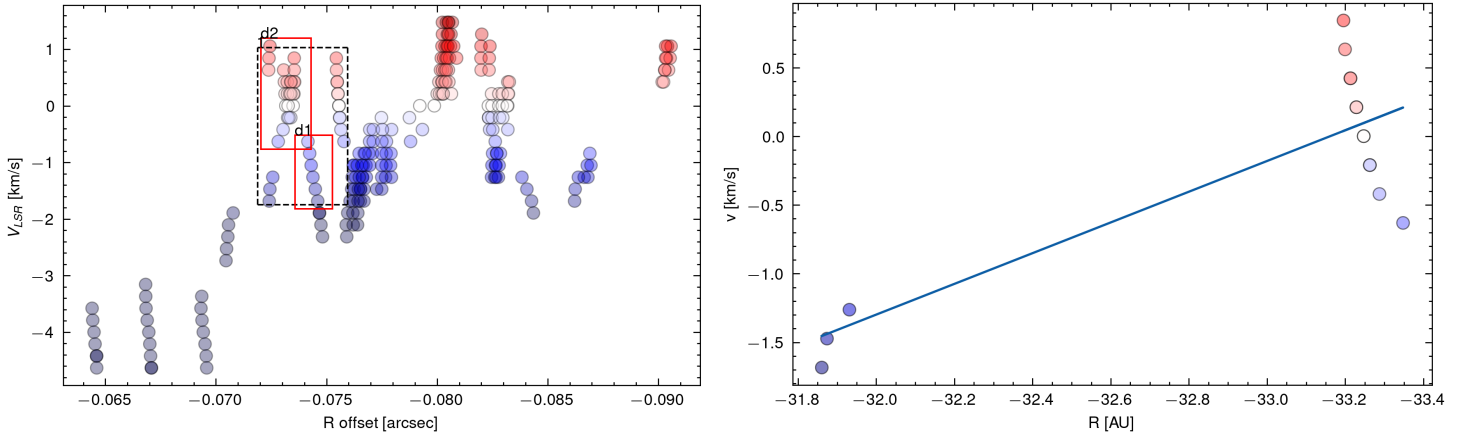 d2
d1
1
0
−1
−2
−3
−4
V_LSR [km/s]
−0.065 −0.070 −0.075 −0.080 −0.085 −0.090
R offset [arcsec]
0.5
0.0
−0.5
−1.0
−1.5
v [km/s]
−31.8 −32.0 −32.2 −32.4 −32.6 −32.8 −33.0 −33.2 −33.4
R [AU]